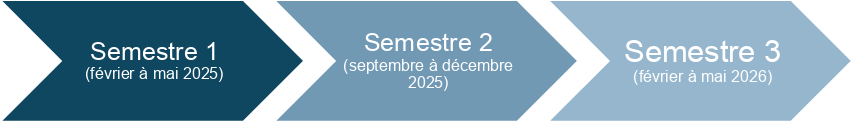 Semestre 1
(février à mai 2025)
Semestre 2
(septembre à décembre
2025)
Semestre 3
(février à mai 2026)